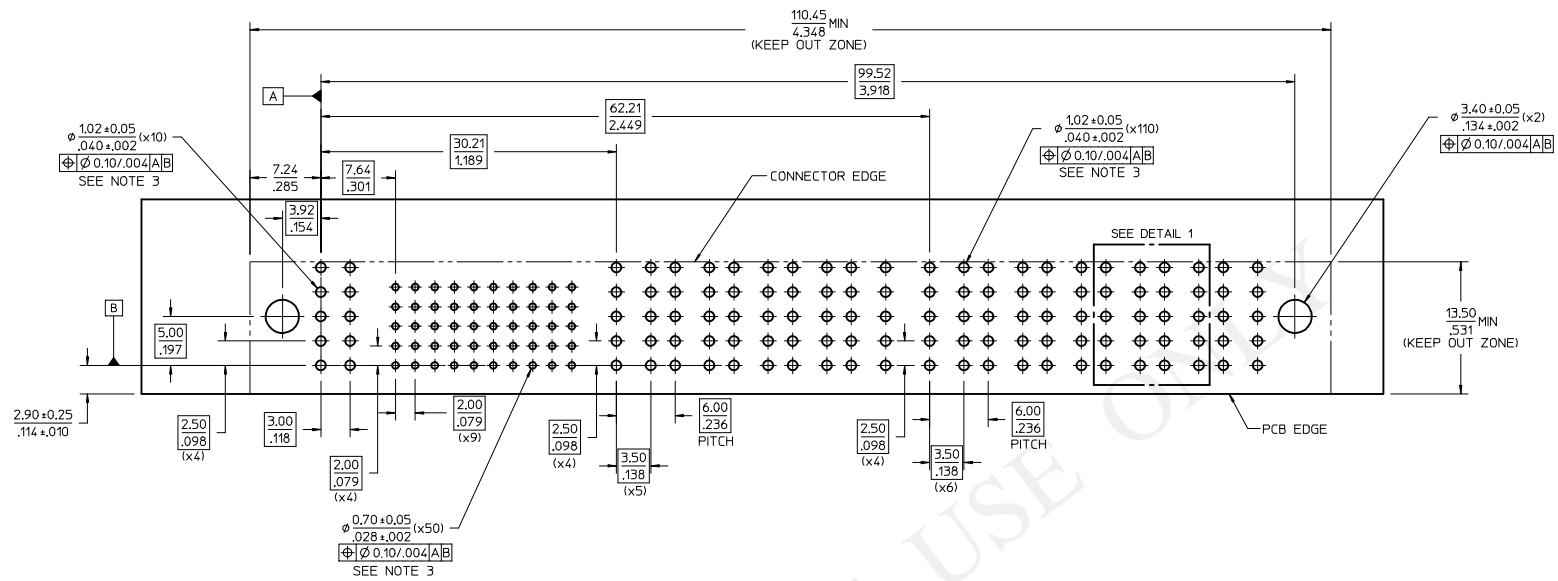 110.45 MIN
4.348
(KEEP OUT ZONE)
99.52
3.918
A
62.21
2.449
⌀ 1.02 ±0.05 (x10)
.040 ±.002
⌖ ⌀ 0.10/.004 A B
SEE NOTE 3
30.21
1.189
⌀ 1.02 ±0.05 (x110)
.040 ±.002
⌖ ⌀ 0.10/.004 A B
SEE NOTE 3
⌀ 3.40 ±0.05 (x2)
.134 ±.002
⌖ ⌀ 0.10/.004 A B
7.24
.285
7.64
.301
CONNECTOR EDGE
3.92
.154
SEE DETAIL 1
B
5.00
.197
13.50 MIN
.531
(KEEP OUT ZONE)
2.90 ±0.25
.114 ±.010
2.50
.098
(x4)
3.00
.118
2.00
.079
(x9)
2.00
.079
(x4)
2.50
.098
(x4)
3.50
.138
(x5)
6.00
.236
PITCH
2.50
.098
(x4)
3.50
.138
(x6)
6.00
.236
PITCH
PCB EDGE
⌀ 0.70 ±0.05 (x50)
.028 ±.002
⌖ ⌀ 0.10/.004 A B
SEE NOTE 3
USE ONLY